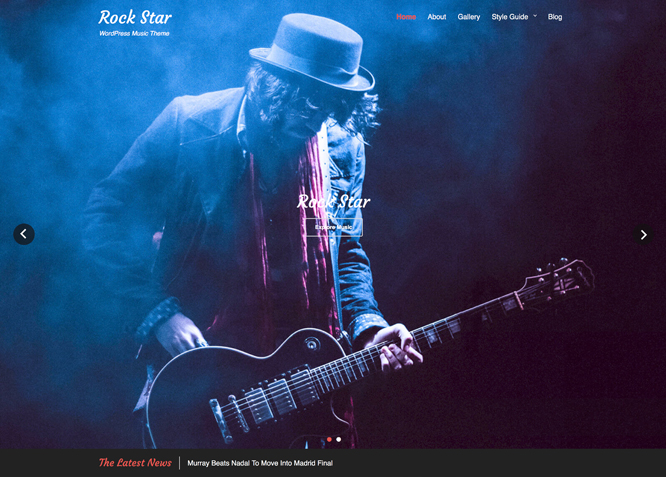 Rock Star
WordPress Music Theme
Home
About
Gallery
Style Guide
Blog
Rock Star
Explore Music
The Latest News
Murray Beats Nadal To Move Into Madrid Final